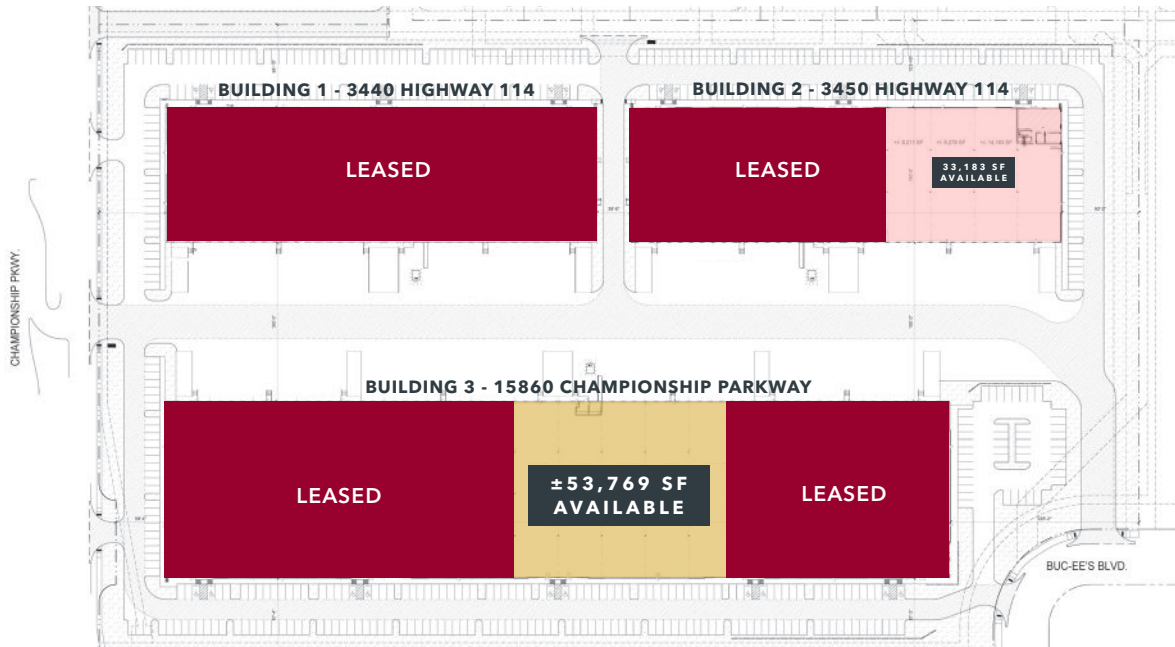 BUILDING 1 - 3440 HIGHWAY 114
BUILDING 2 - 3450 HIGHWAY 114
LEASED
LEASED
33,183 SF
AVAILABLE
CHAMPIONSHIP PKWY.
BUILDING 3 - 15860 CHAMPIONSHIP PARKWAY
LEASED
±53,769 SF
AVAILABLE
LEASED
BUC-EE'S BLVD.